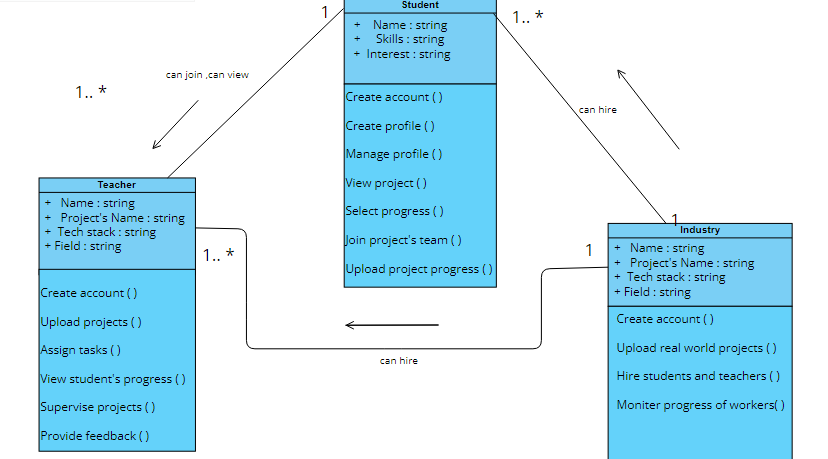 Student
+ Name : string
+ Skills : string
+ Interest : string
Create account ( )
Create profile ( )
Manage profile ( )
View project ( )
Select progress ( )
Join project's team ( )
Upload project progress ( )
1
1.. *
can join ,can view
1.. *
can hire
Teacher
+ Name : string
+ Project's Name : string
+ Tech stack : string
+ Field : string
Create account ( )
Upload projects ( )
Assign tasks ( )
View student's progress ( )
Supervise projects ( )
Provide feedback ( )
1.. *
1
can hire
1
Industry
+ Name : string
+ Project's Name : string
+ Tech stack : string
+ Field : string
Create account ( )
Upload real world projects ( )
Hire students and teachers ( )
Moniter progress of workers( )